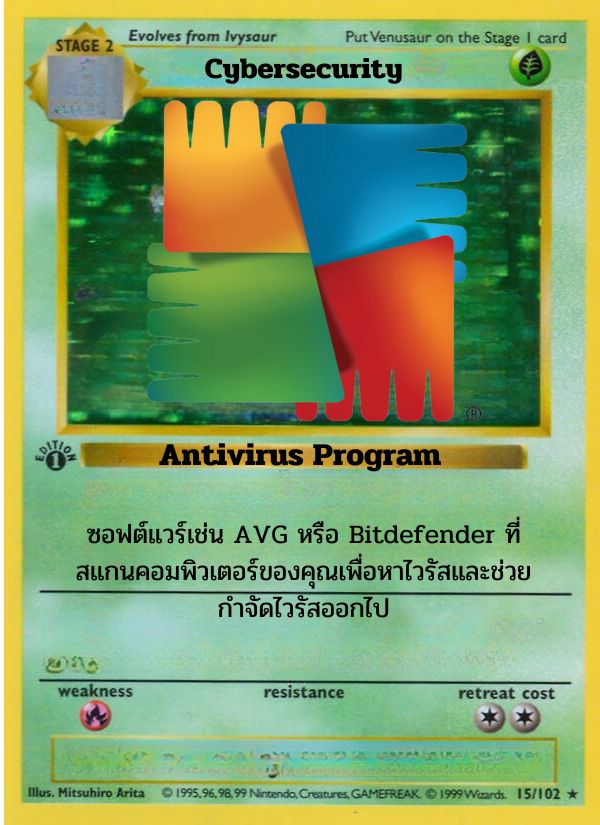 STAGE 2
Evolves from Ivysaur
Put Venusaur on the Stage 1 card
Cybersecurity
®
EDITION
1
Antivirus Program
ซอฟต์แวร์เช่น AVG หรือ Bitdefender ที่
สแกนคอมพิวเตอร์ของคุณเพื่อหาไวรัสและช่วย
กำจัดไวรัสออกไป
weakness
resistance
retreat cost
Illus. Mitsuhiro Arita
© 1995, 96, 98, 99 Nintendo, Creatures, GAMEFREAK. © 1999 Wizards.
15/102 ★